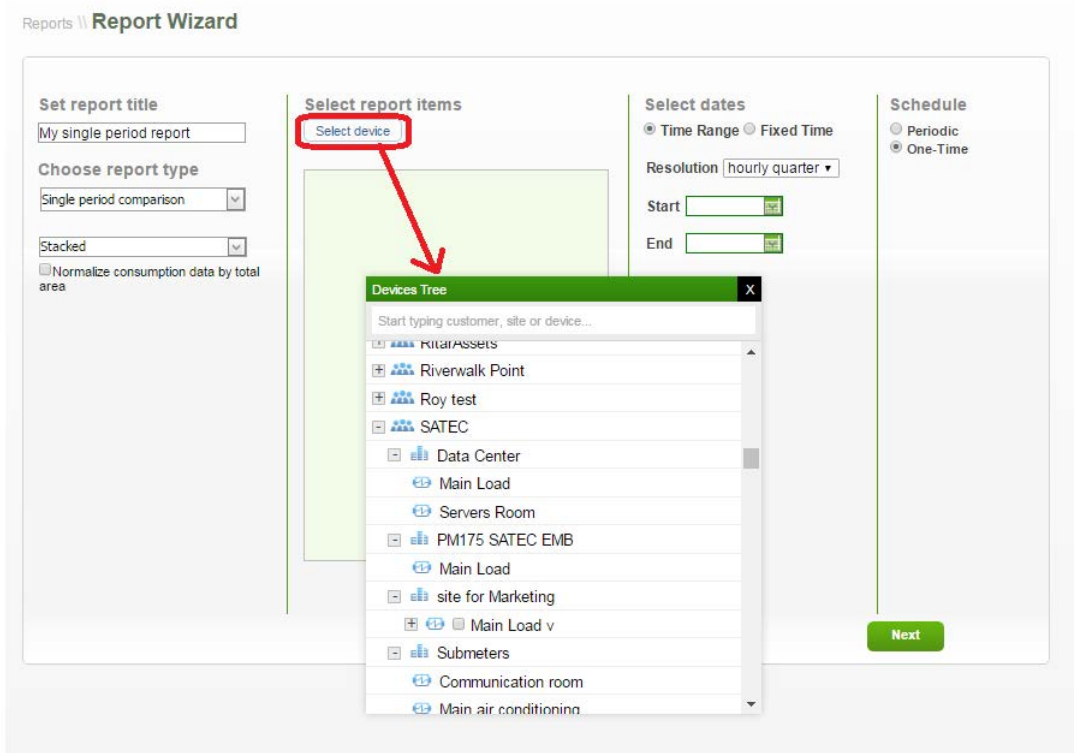 Reports \\ Report Wizard
Set report title
My single period report
Choose report type
Single period comparison
Stacked
Normalize consumption data by total
area
Select report items
Select device
Select dates
Time Range Fixed Time
Resolution hourly quarter
Start
End
Schedule
Periodic
One-Time
Devices Tree X
Start typing customer, site or device...
RitarAssets
Riverwalk Point
Roy test
SATEC
Data Center
Main Load
Servers Room
PM175 SATEC EMB
Main Load
site for Marketing
Main Load v
Submeters
Communication room
Main air conditioning
Next